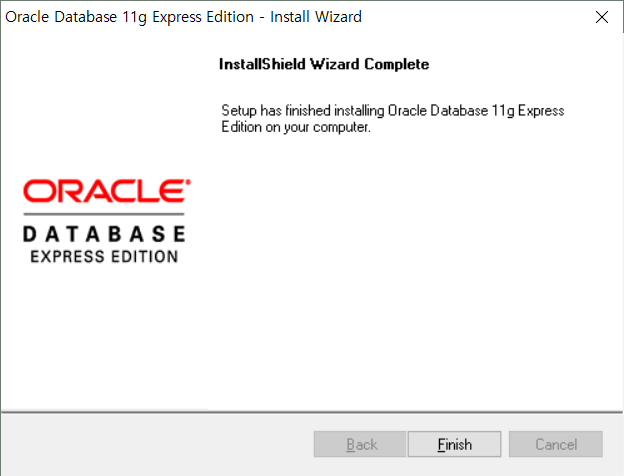 Oracle Database 11g Express Edition - Install Wizard
InstallShield Wizard Complete
Setup has finished installing Oracle Database 11g Express
Edition on your computer.
ORACLE
DATABASE
EXPRESS EDITION
Back
Finish
Cancel